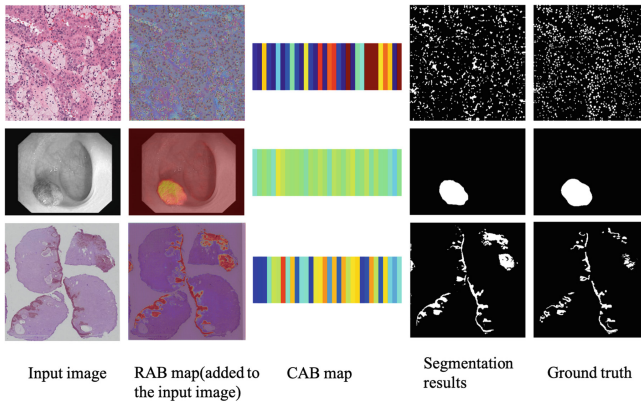 Input image
RAB map(added to
the input image)
CAB map
Segmentation
results
Ground truth